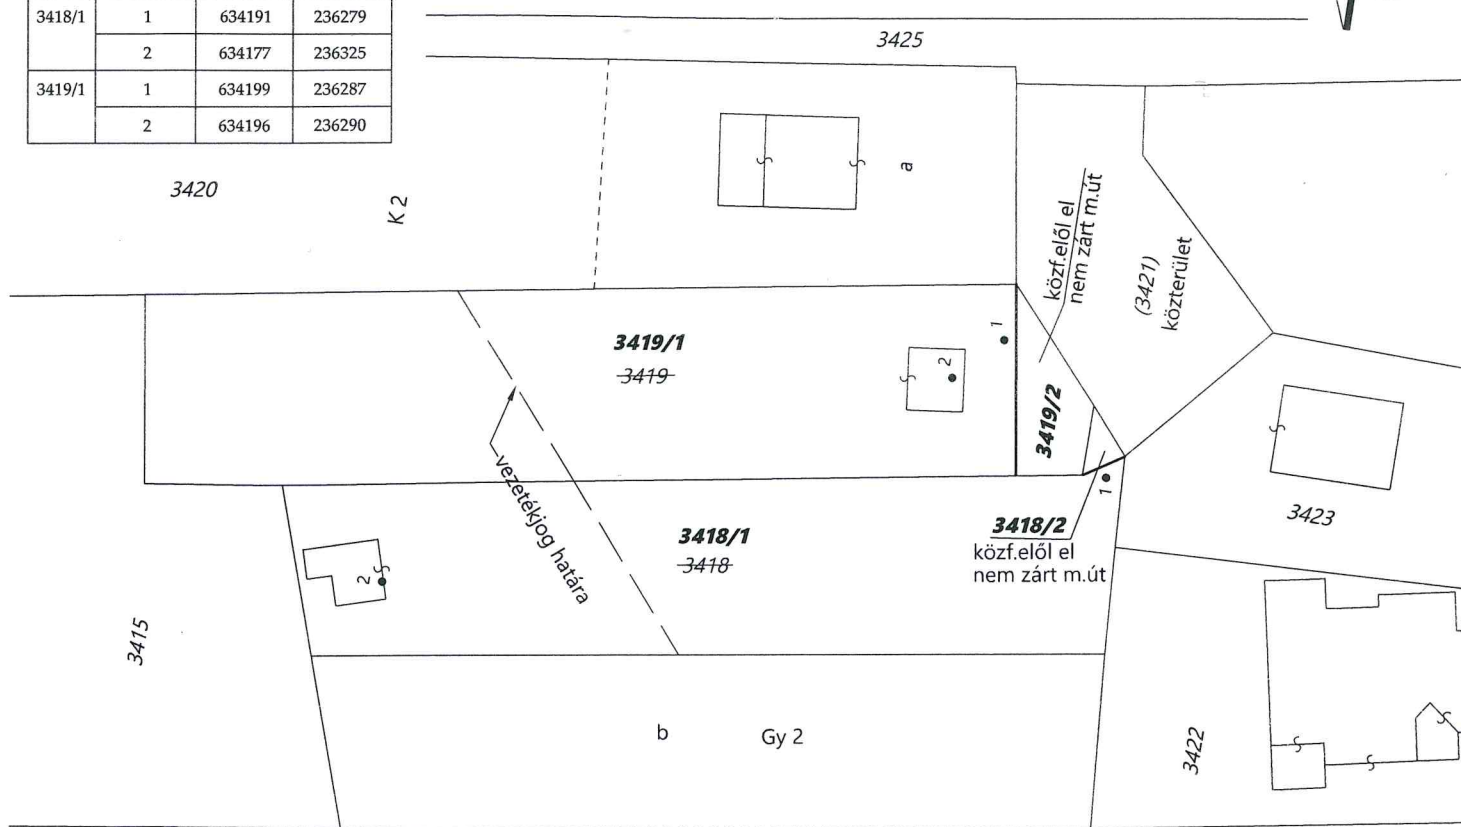 3418/1 1 634191 236279
2 634177 236325
3419/1 1 634199 236287
2 634196 236290
3425
3420
K 2
a
közf.elől el
nem zárt m.út
(3421)
közterület
3419/1
3419
1
2
3419/2
vezetékjog határa
3418/1
3418
1
3418/2
közf.elől el
nem zárt m.út
2
3423
3415
b
Gy 2
3422